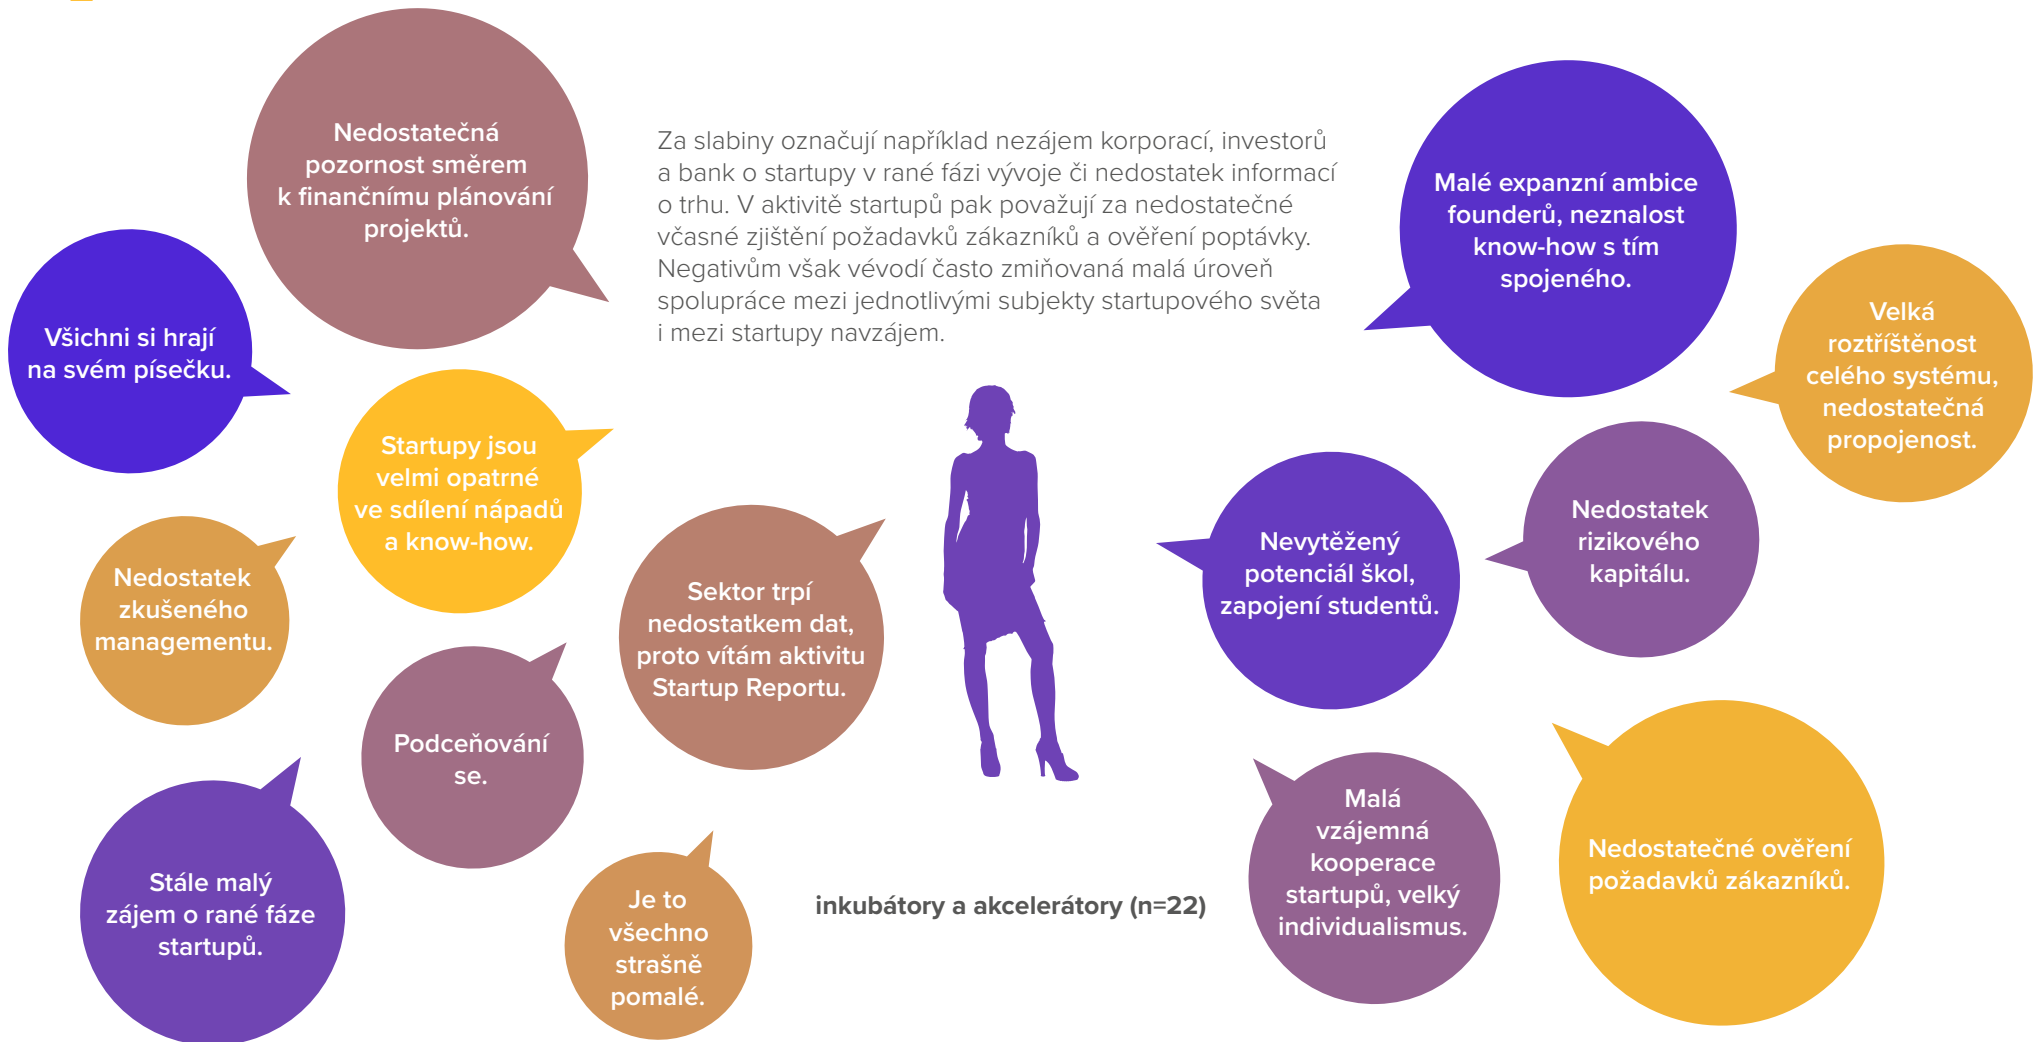 Nedostatečná
pozornost směrem
k finančnímu plánování
projektů.
Za slabiny označují například nezájem korporací, investorů
a bank o startupy v rané fázi vývoje či nedostatek informací
o trhu. V aktivitě startupů pak považují za nedostatečné
včasné zjištění požadavků zákazníků a ověření poptávky.
Negativům však vévodí často zmiňovaná malá úroveň
spolupráce mezi jednotlivými subjekty startupového světa
i mezi startupy navzájem.
Malé expanzní ambice
founderů, neznalost
know-how s tím
spojeného.
Všichni si hrají
na svém písečku.
Velká
roztříštěnost
celého systému,
nedostatečná
propojenost.
Startupy jsou
velmi opatrné
ve sdílení nápadů
a know-how.
Nedostatek
zkušeného
managementu.
Sektor trpí
nedostatkem dat,
proto vítám aktivitu
Startup Reportu.
Nevytěžený
potenciál škol,
zapojení studentů.
Nedostatek
rizikového
kapitálu.
Podceňování
se.
Stále malý
zájem o rané fáze
startupů.
Je to
všechno
strašně
pomalé.
inkubátory a akcelerátory (n=22)
Malá
vzájemná
kooperace
startupů, velký
individualismus.
Nedostatečné ověření
požadavků zákazníků.